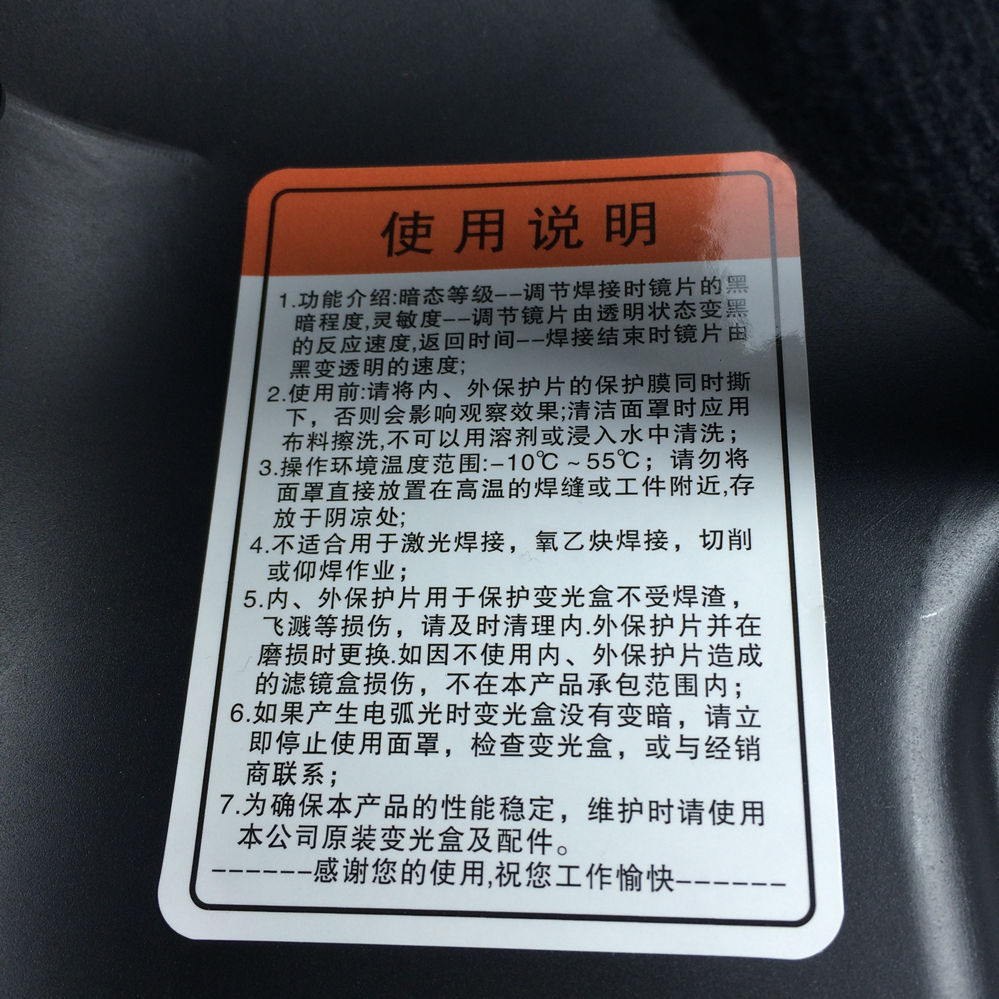 使用说明
1.功能介绍:暗态等级--调节焊接时镜片的黑
暗程度,灵敏度--调节镜片由透明状态变黑
的反应速度,返回时间--焊接结束时镜片由
黑变透明的速度;
2.使用前:请将内、外保护片的保护膜同时撕
下，否则会影响观察效果;清洁面罩时应用
布料擦洗,不可以用溶剂或浸入水中清洗；
3.操作环境温度范围:-10℃~55℃；请勿将
面罩直接放置在高温的焊缝或工件附近,存
放于阴凉处;
4.不适合用于激光焊接，氧乙炔焊接，切削
或仰焊作业；
5.内、外保护片用于保护变光盒不受焊渣，
飞溅等损伤，请及时清理内.外保护片并在
磨损时更换.如因不使用内、外保护片造成
的滤镜盒损伤，不在本产品承包范围内；
6.如果产生电弧光时变光盒没有变暗，请立
即停止使用面罩，检查变光盒，或与经销
商联系；
7.为确保本产品的性能稳定，维护时请使用
本公司原装变光盒及配件。
------感谢您的使用,祝您工作愉快------